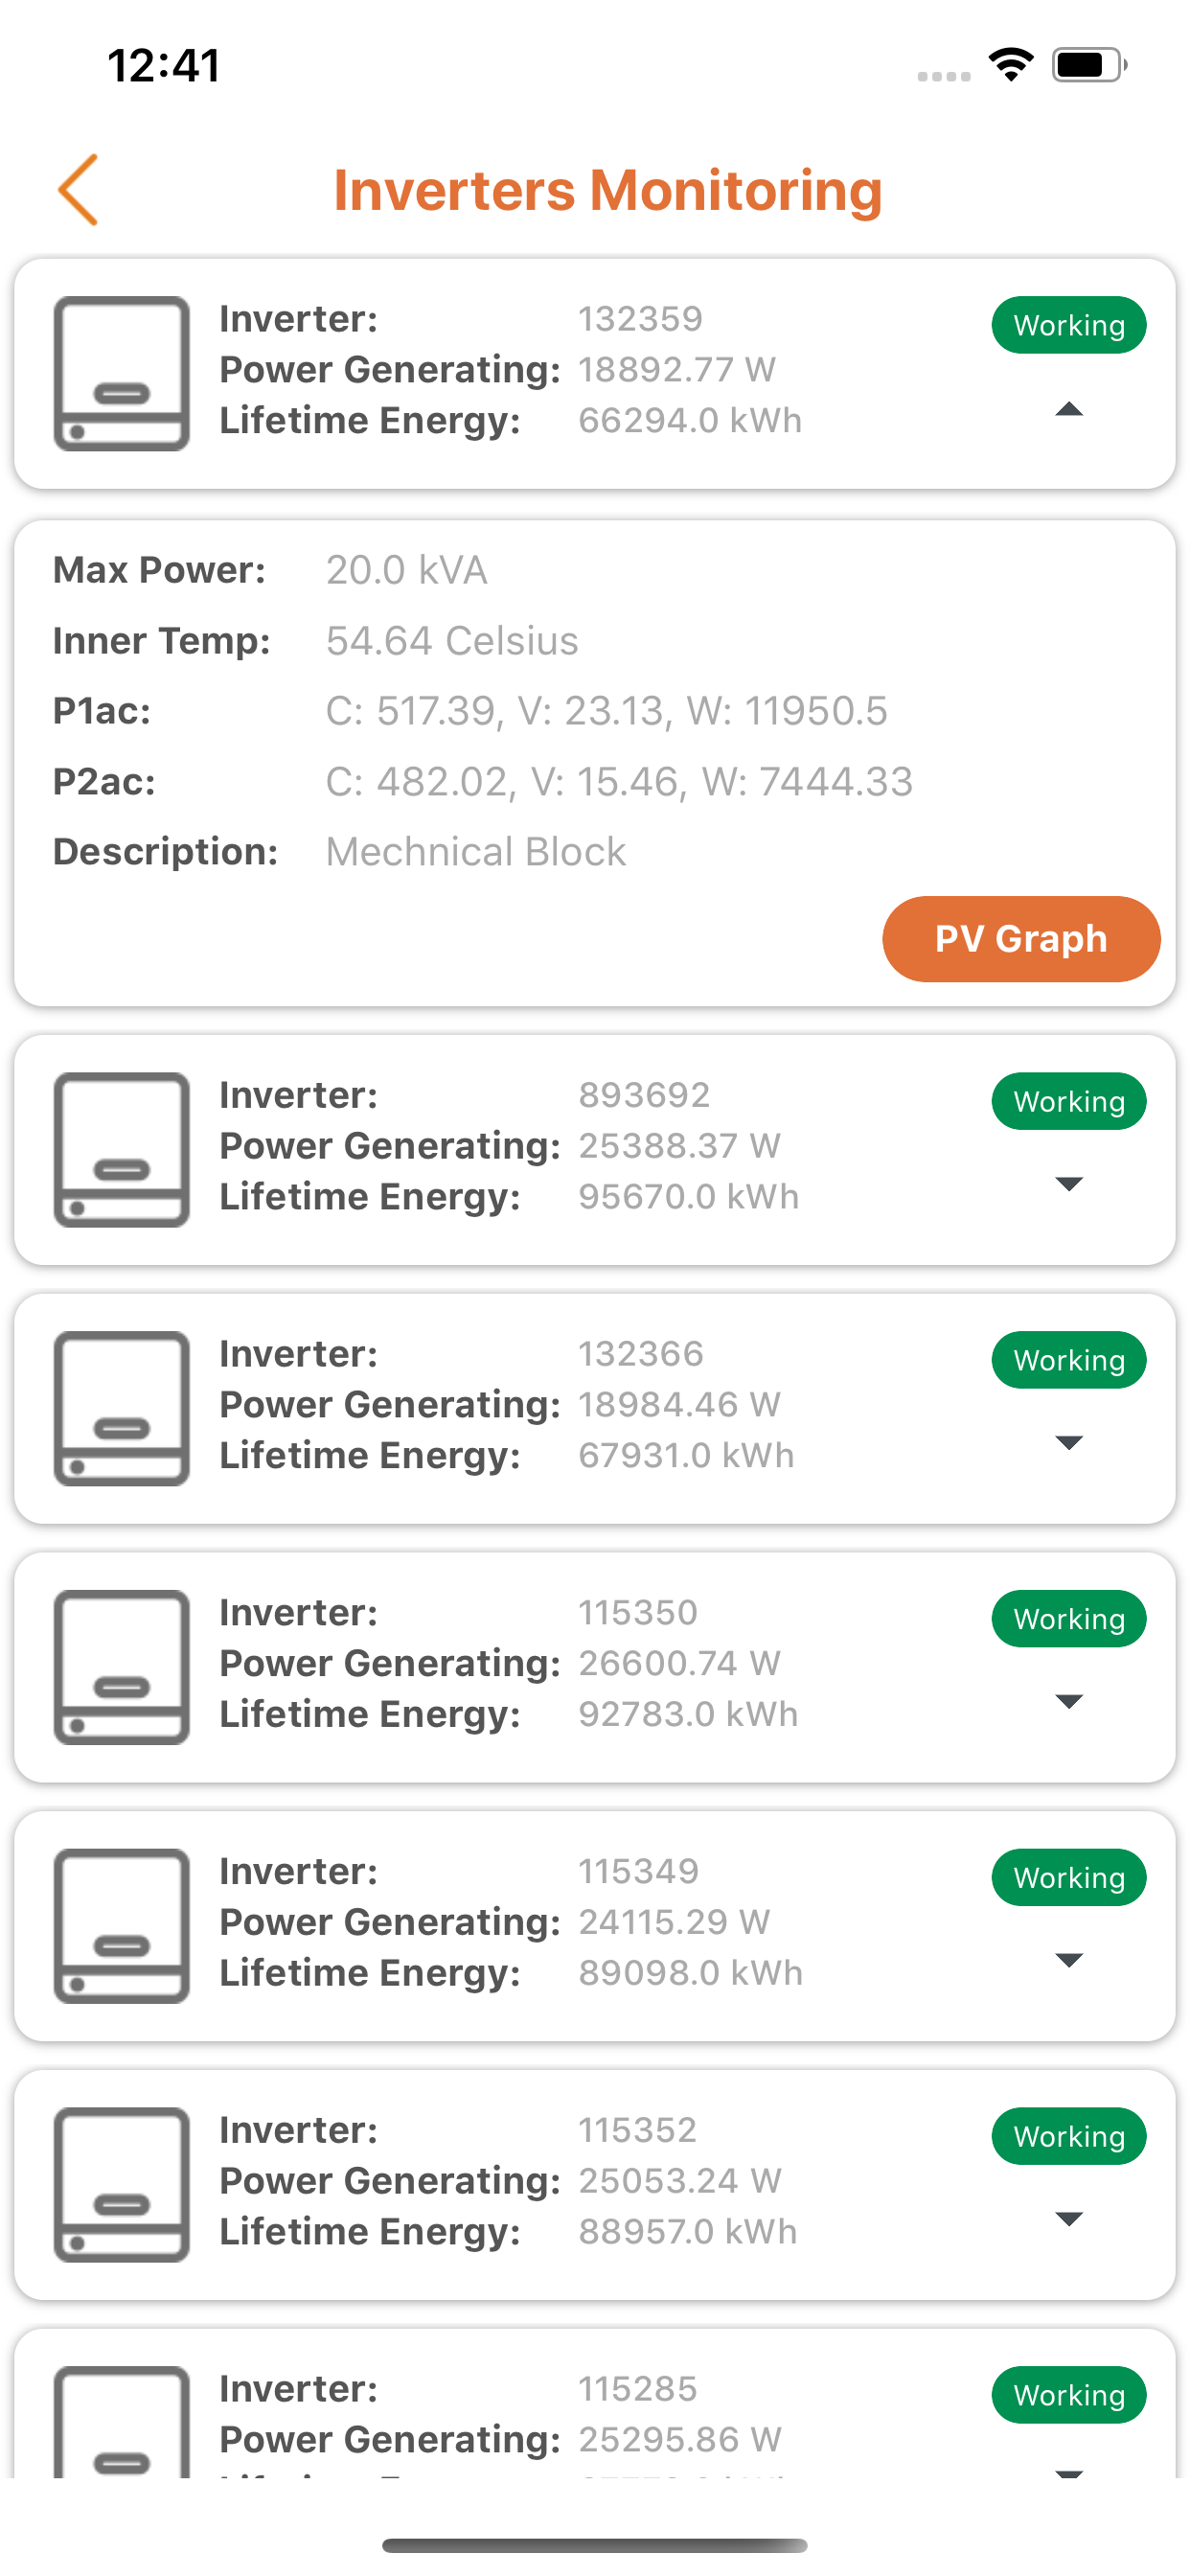 12:41
Inverters Monitoring
Inverter: 132359 Working
Power Generating: 18892.77 W
Lifetime Energy: 66294.0 kWh
Max Power: 20.0 kVA
Inner Temp: 54.64 Celsius
P1ac: C: 517.39, V: 23.13, W: 11950.5
P2ac: C: 482.02, V: 15.46, W: 7444.33
Description: Mechnical Block
PV Graph
Inverter: 893692 Working
Power Generating: 25388.37 W
Lifetime Energy: 95670.0 kWh
Inverter: 132366 Working
Power Generating: 18984.46 W
Lifetime Energy: 67931.0 kWh
Inverter: 115350 Working
Power Generating: 26600.74 W
Lifetime Energy: 92783.0 kWh
Inverter: 115349 Working
Power Generating: 24115.29 W
Lifetime Energy: 89098.0 kWh
Inverter: 115352 Working
Power Generating: 25053.24 W
Lifetime Energy: 88957.0 kWh
Inverter: 115285 Working
Power Generating: 25295.86 W